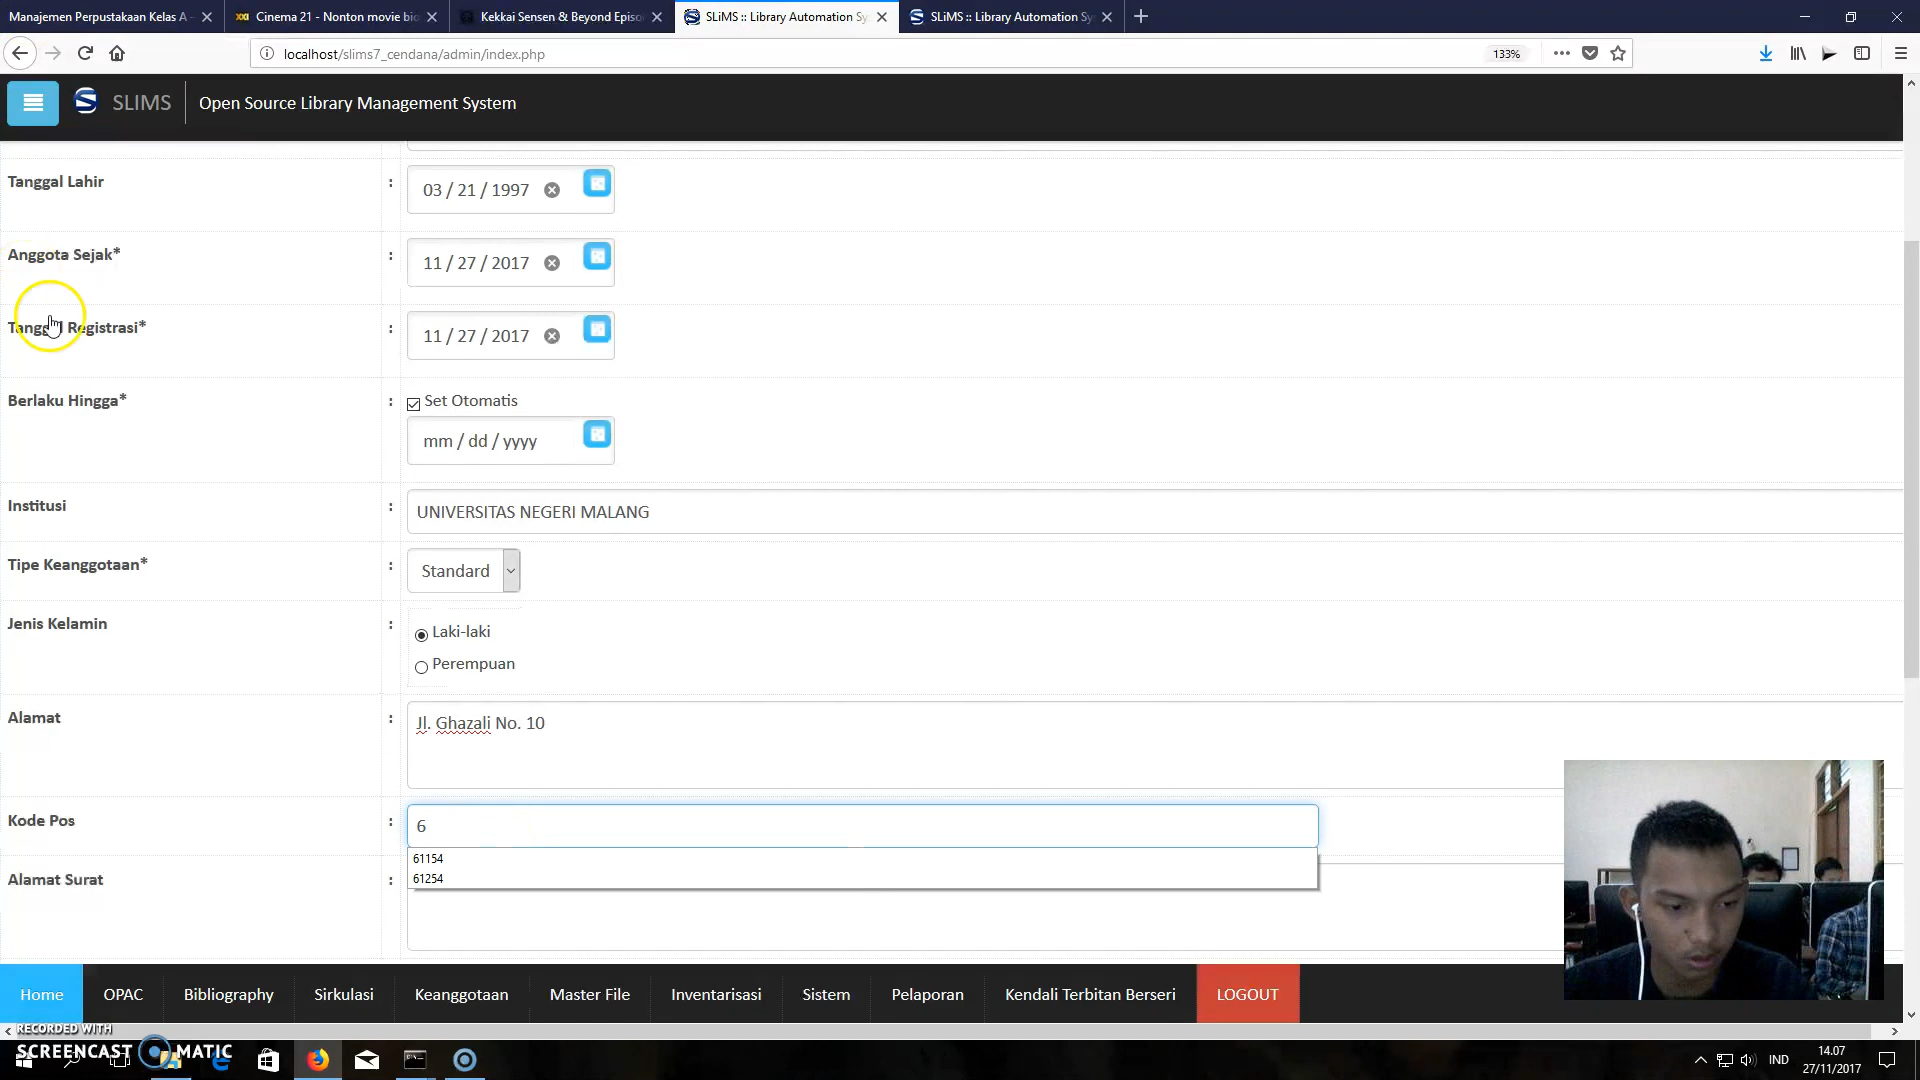 Manajemen Perpustakaan Kelas A
Cinema 21 - Nonton movie bio
Kekkai Sensen & Beyond Episo
SLiMS :: Library Automation Sy
SLiMS :: Library Automation Sy
localhost/slims7_cendana/admin/index.php
133%
SLIMS
Open Source Library Management System
Tanggal Lahir : 03 / 21 / 1997
Anggota Sejak* : 11 / 27 / 2017
Tanggal Registrasi* : 11 / 27 / 2017
Berlaku Hingga* : Set Otomatis
mm / dd / yyyy
Institusi : UNIVERSITAS NEGERI MALANG
Tipe Keanggotaan* : Standard
Jenis Kelamin : Laki-laki
Perempuan
Alamat : Jl. Ghazali No. 10
Kode Pos : 6
61154
61254
Alamat Surat :
Home OPAC Bibliography Sirkulasi Keanggotaan Master File Inventarisasi Sistem Pelaporan Kendali Terbitan Berseri LOGOUT
RECORDED WITH
SCREENCAST MATIC
IND
14.07
27/11/2017